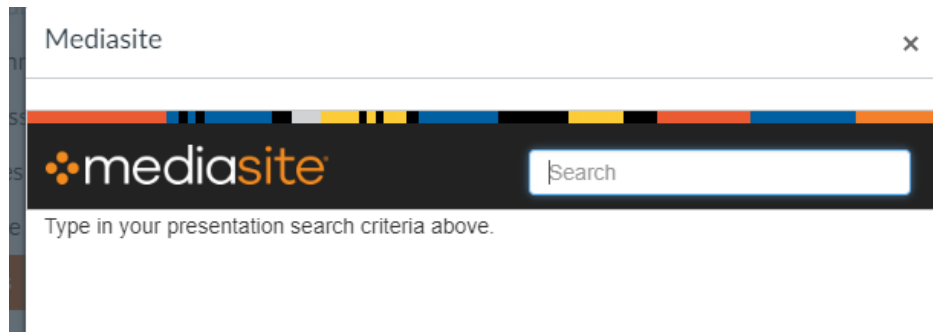 Mediasite
×
mediasite
Search
Type in your presentation search criteria above.